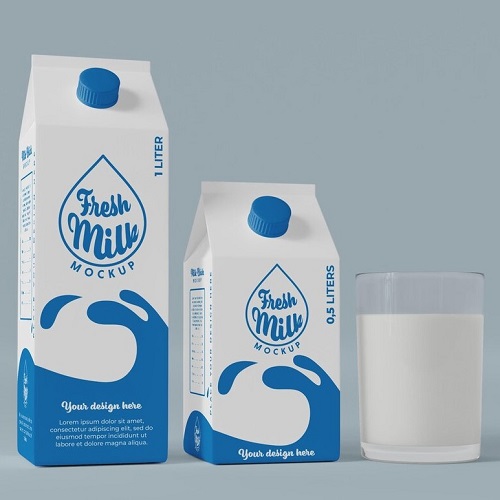 1 LITER
Fresh
Milk
MOCKUP
Your design here
Lorem ipsum dolor sit amet,
consectetur adipiscing elit, sed do
eiusmod tempor incididunt ut
labore et dolore magna aliqua.
0,5 LITERS
Fresh
Milk
MOCKUP
Your design here